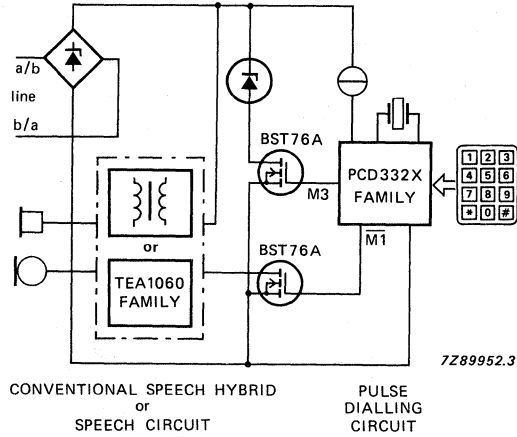 a/b
line
b/a
BST76A
M3
PCD332X
FAMILY
1 2 3
4 5 6
7 8 9
* 0 #
or
BST76A
M1
TEA1060
FAMILY
7Z89952.3
CONVENTIONAL SPEECH HYBRID
or
SPEECH CIRCUIT
PULSE
DIALLING
CIRCUIT